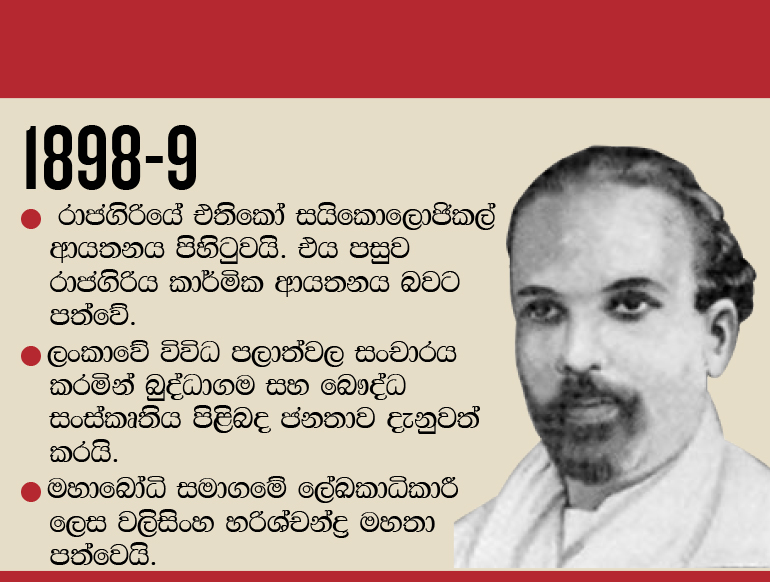 1898-9
රාජගිරියේ එතිකෝ සයිකොලොජිකල්
ආයතනය පිහිටුවයි. එය පසුව
රාජගිරිය කාර්මික ආයතනය බවට
පත්වේ.
ලංකාවේ විවිධ පලාත්වල සංචාරය
කරමින් බුද්ධාගම සහ බෞද්ධ
සංස්කෘතිය පිළිබද ජනතාව දැනුවත්
කරයි.
මහාබෝධි සමාගමේ ලේඛකාධිකාරී
ලෙස වලිසිංහ හරිශ්චන්ද්‍ර මහතා
පත්වෙයි.